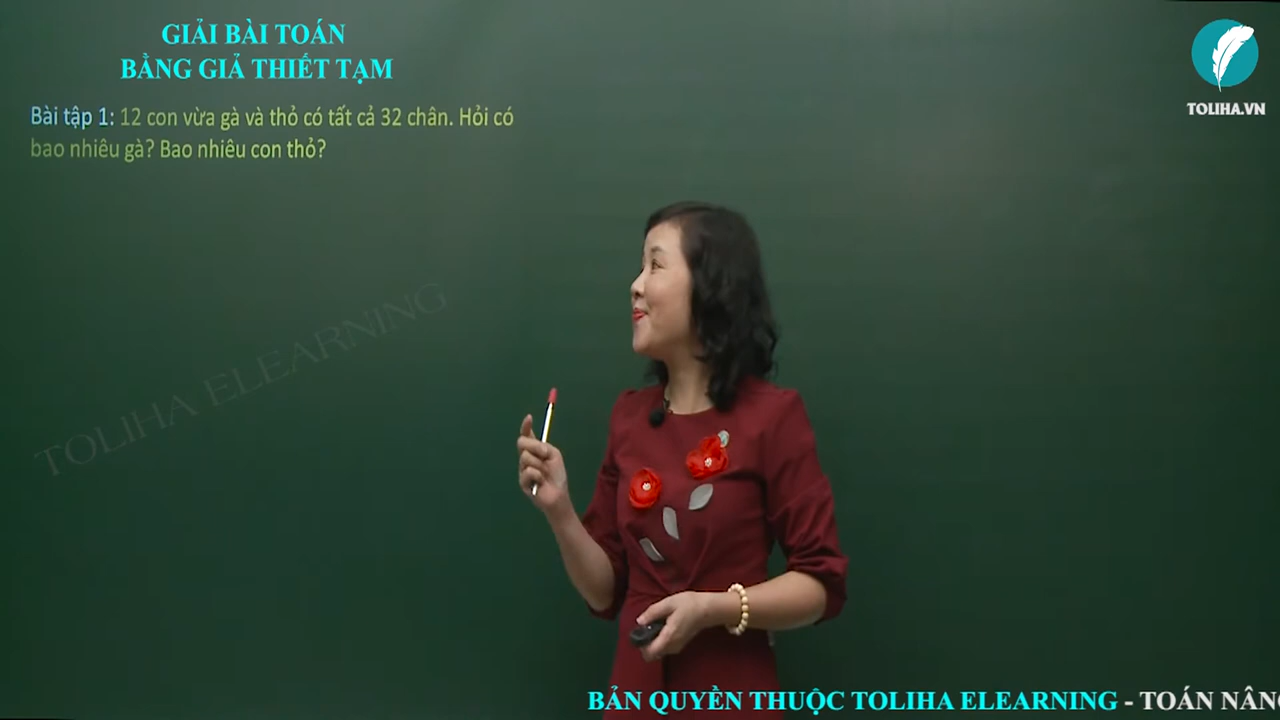 GIẢI BÀI TOÁN
BẰNG GIẢ THIẾT TẠM
Bài tập 1: 12 con vừa gà và thỏ có tất cả 32 chân. Hỏi có
bao nhiêu gà? Bao nhiêu con thỏ?
TOLIHA.VN
TOLIHA ELEARNING
BẢN QUYỀN THUỘC TOLIHA ELEARNING - TOÁN NÂNG